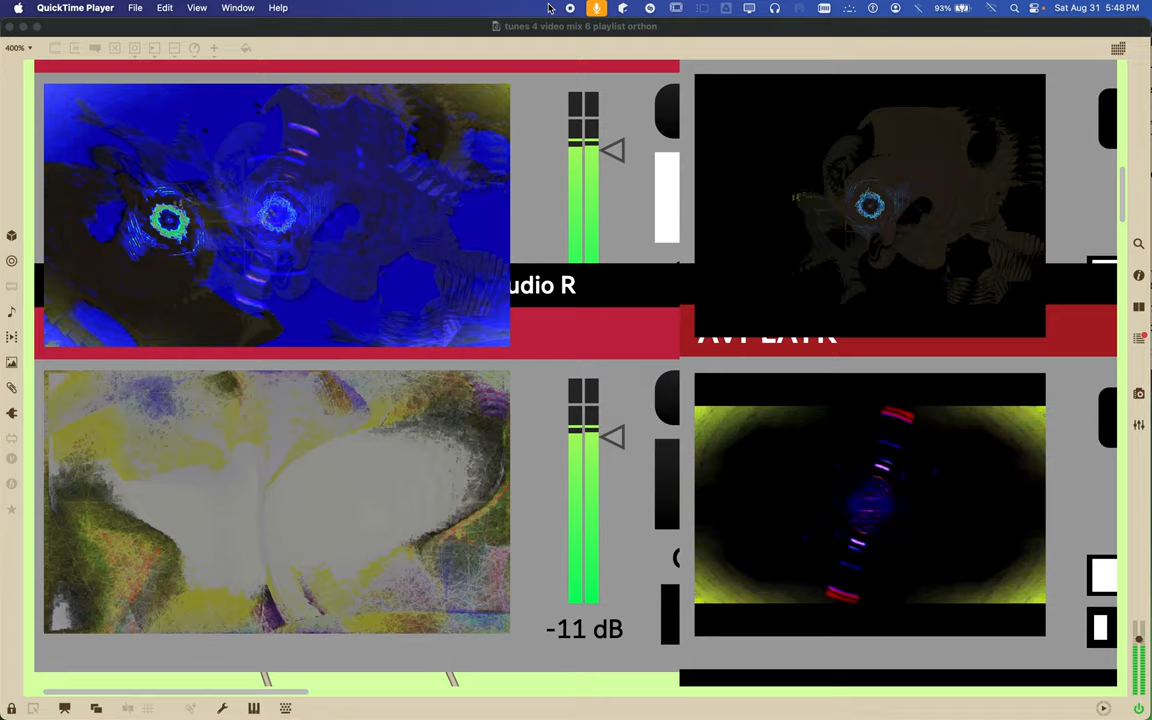 QuickTime Player File Edit View Window Help 93% Sat Aug 31 5:48 PM
tunes 4 video mix 6 playlist orthon
400%
udio R
-11 dB